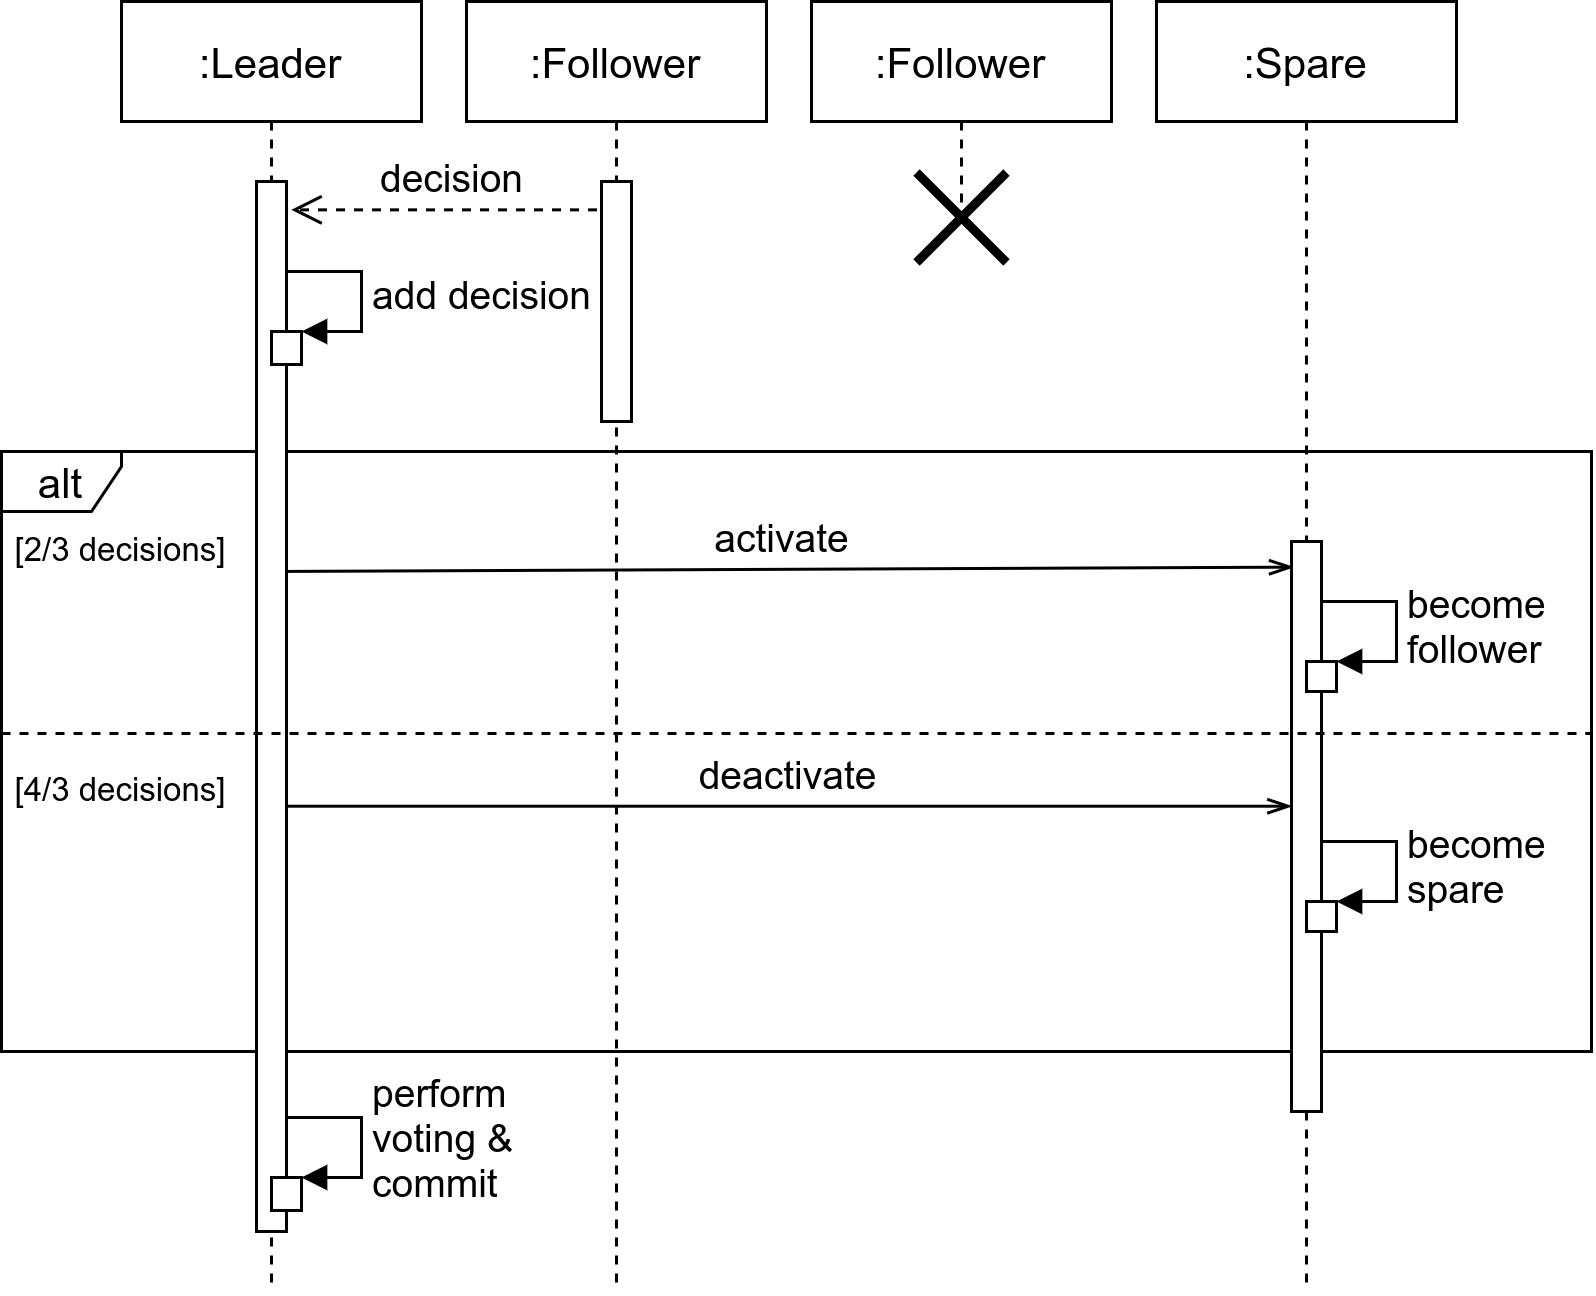 :Leader
:Follower
:Follower
:Spare
decision
add decision
alt
[2/3 decisions]
activate
become
follower
[4/3 decisions]
deactivate
become
spare
perform
voting &
commit